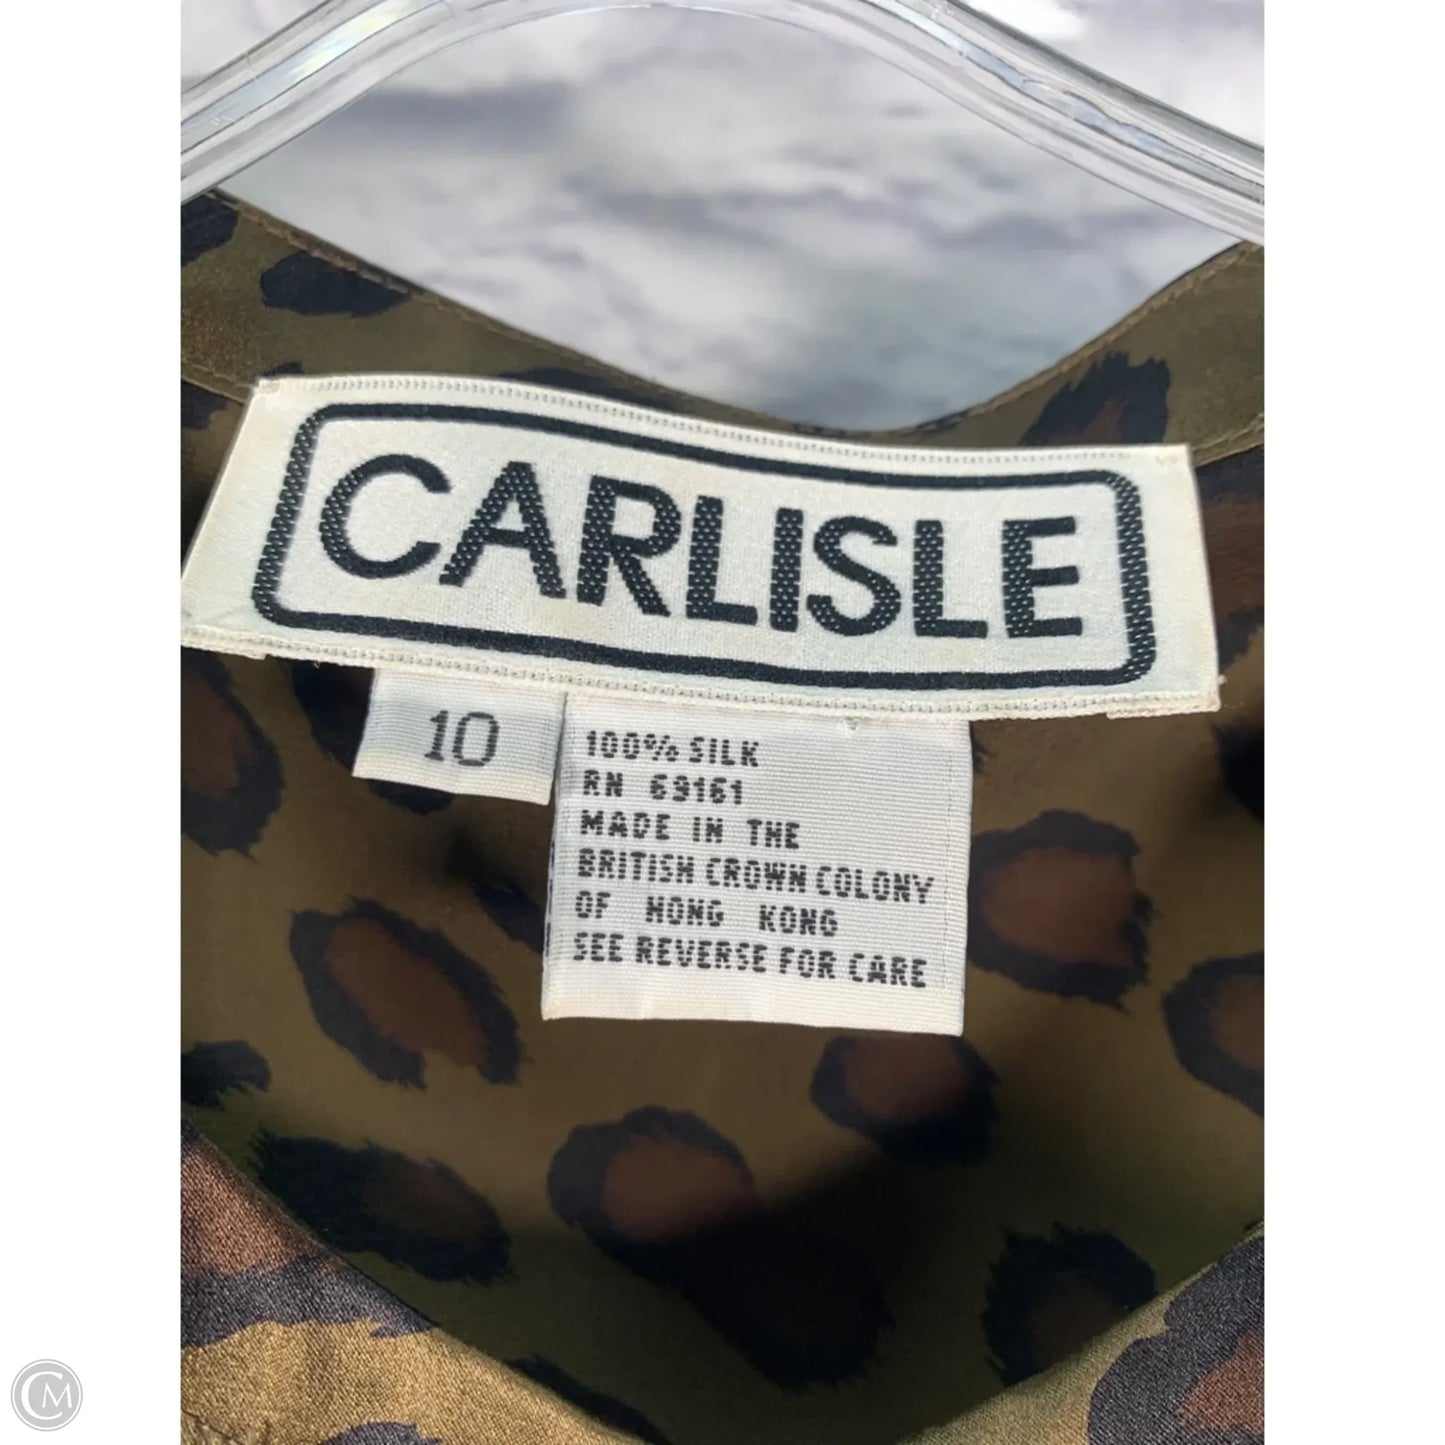 CARLISLE
10
100% SILK
RN 69161
MADE IN THE
BRITISH CROWN COLONY
OF HONG KONG
SEE REVERSE FOR CARE
CM